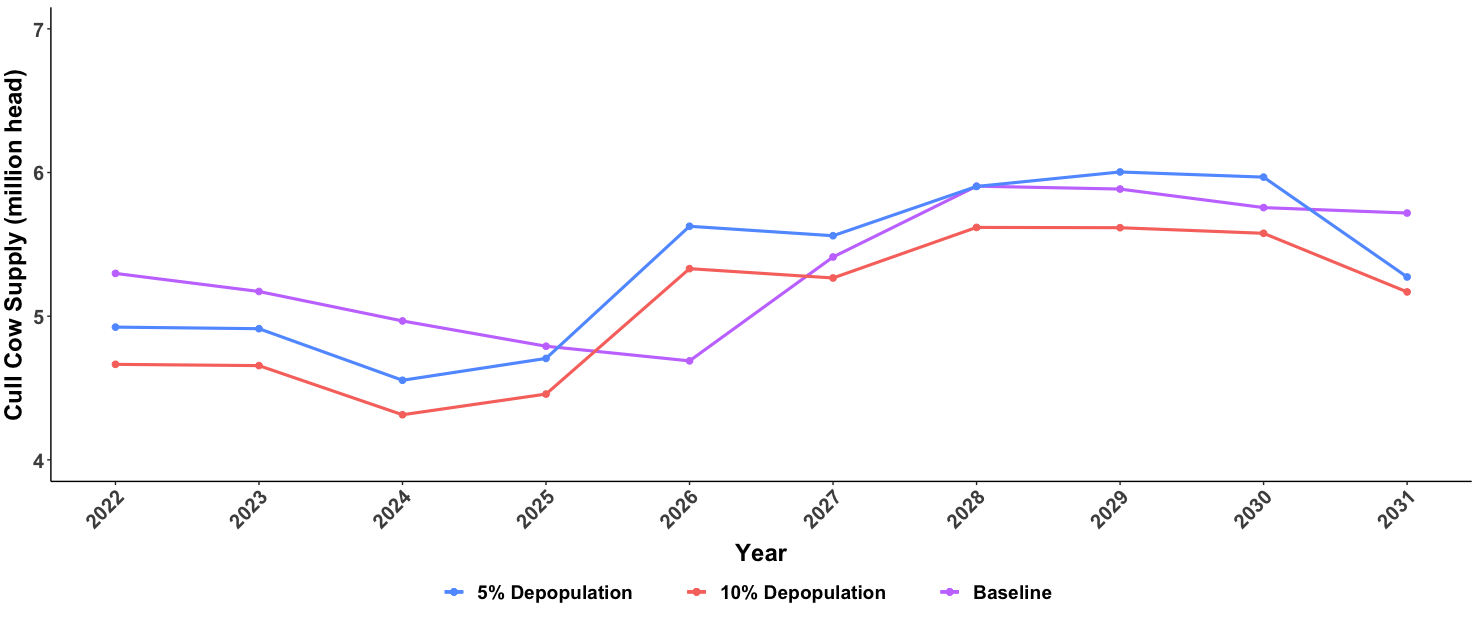 Cull Cow Supply (million head)
7
6
5
4
2022 2023 2024 2025 2026 2027 2028 2029 2030 2031
Year
5% Depopulation 10% Depopulation Baseline